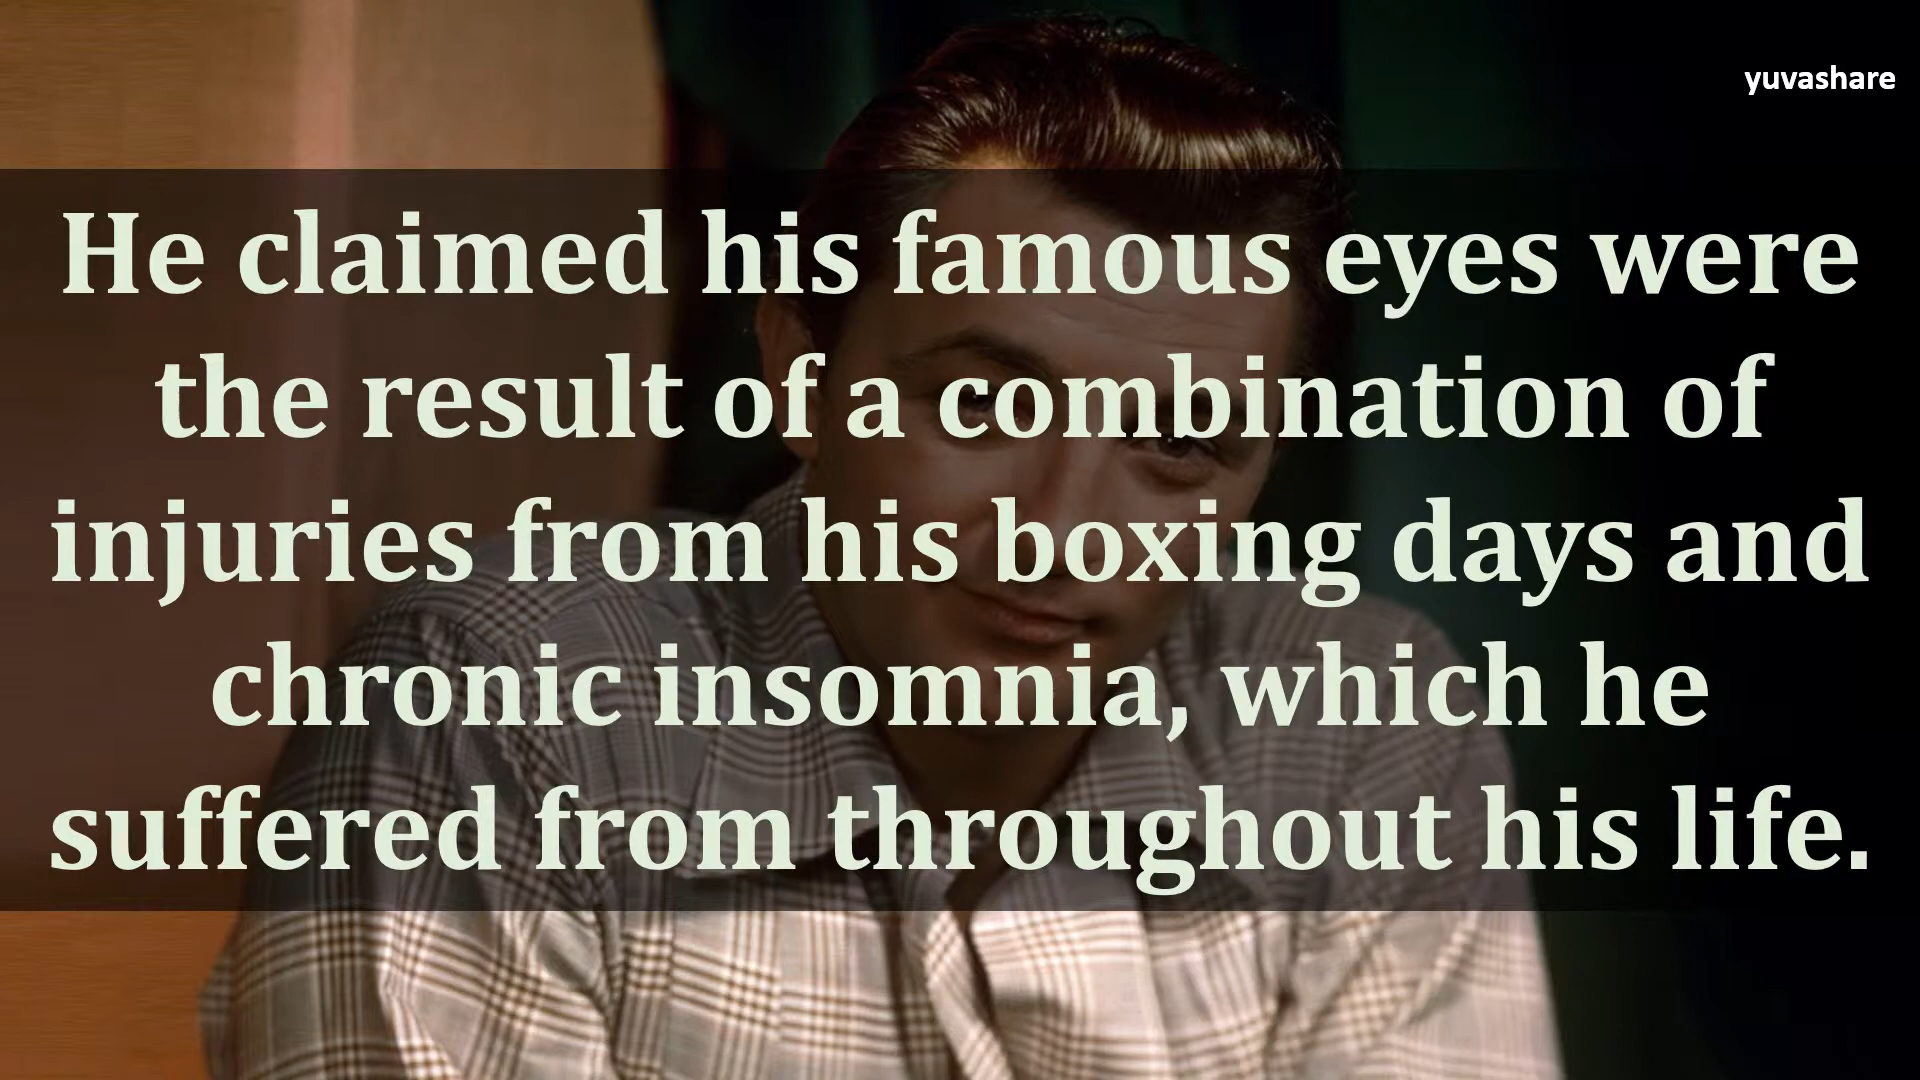 yuvashare
He claimed his famous eyes were
the result of a combination of
injuries from his boxing days and
chronic insomnia, which he
suffered from throughout his life.